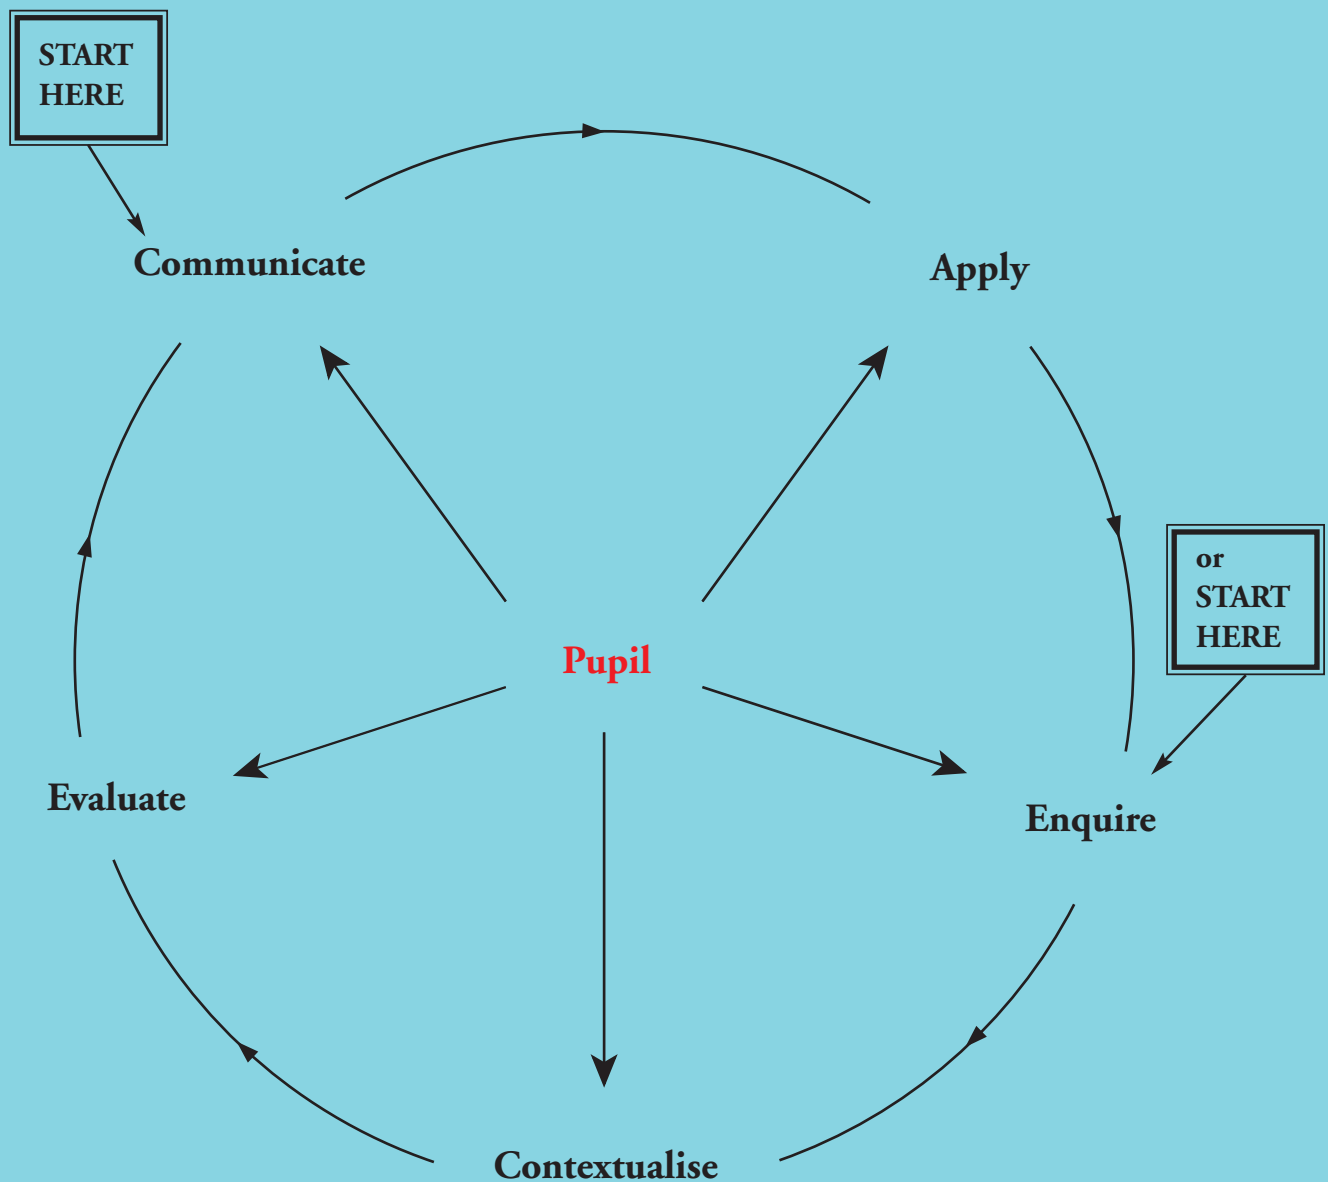 START
HERE
Communicate
Apply
or
START
HERE
Pupil
Evaluate
Enquire
Contextualise